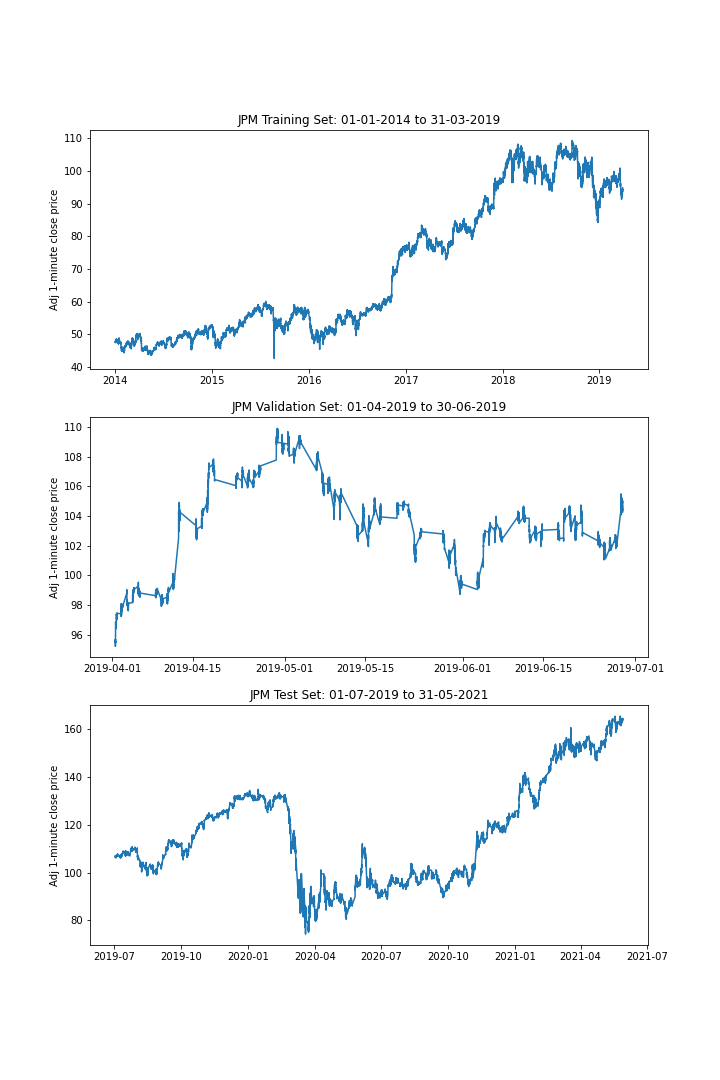 JPM Training Set: 01-01-2014 to 31-03-2019
Adj 1-minute close price
110
100
90
80
70
60
50
40
2014 2015 2016 2017 2018 2019
JPM Validation Set: 01-04-2019 to 30-06-2019
Adj 1-minute close price
110
108
106
104
102
100
98
96
2019-04-01 2019-04-15 2019-05-01 2019-05-15 2019-06-01 2019-06-15 2019-07-01
JPM Test Set: 01-07-2019 to 31-05-2021
Adj 1-minute close price
160
140
120
100
80
2019-07 2019-10 2020-01 2020-04 2020-07 2020-10 2021-01 2021-04 2021-07